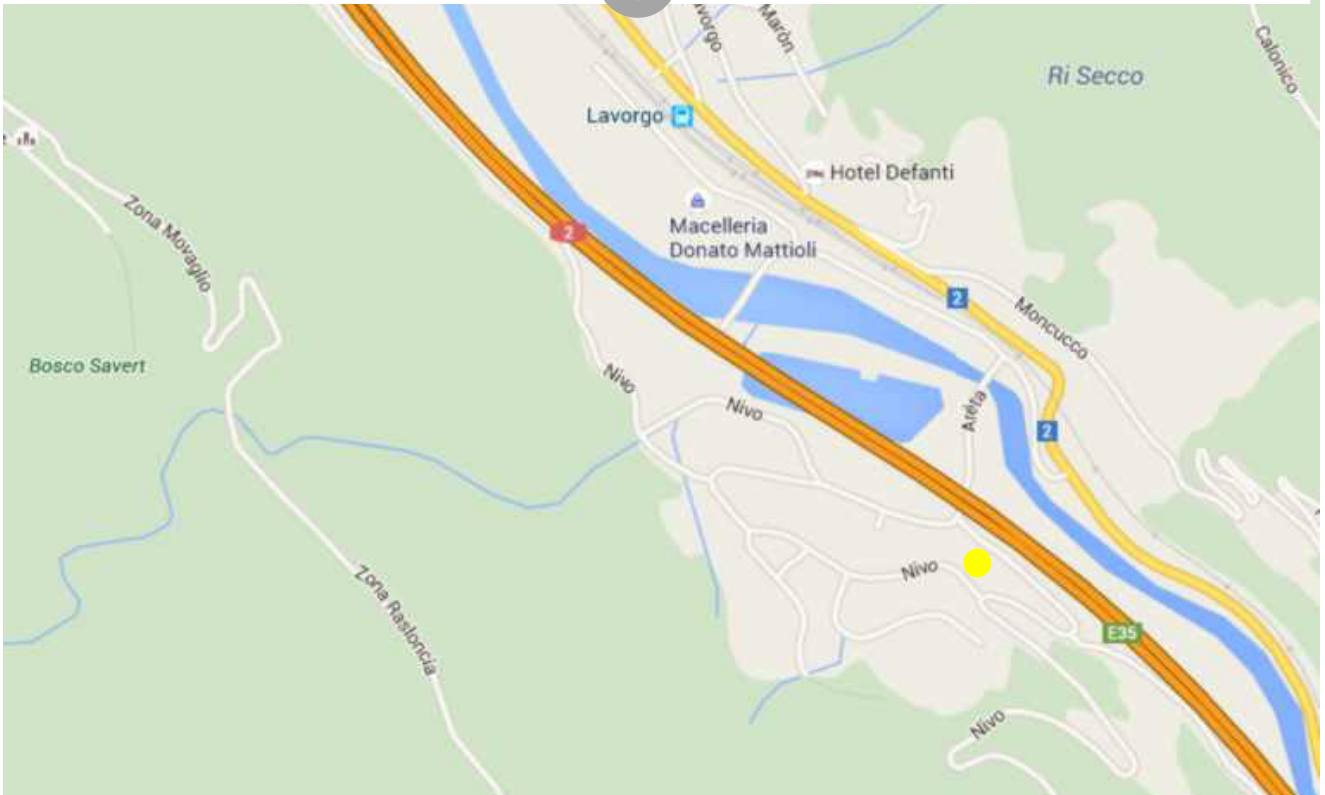 Maròn
Calonico
Ri Secco
Lavorgo
Hotel Defanti
Zona Movaglio
Macelleria
Donato Mattioli
2
2
Moncucco
Bosco Savert
Nivo
Nivo
Aréta
2
Nivo
Zona Rasloncia
E35
Nivo